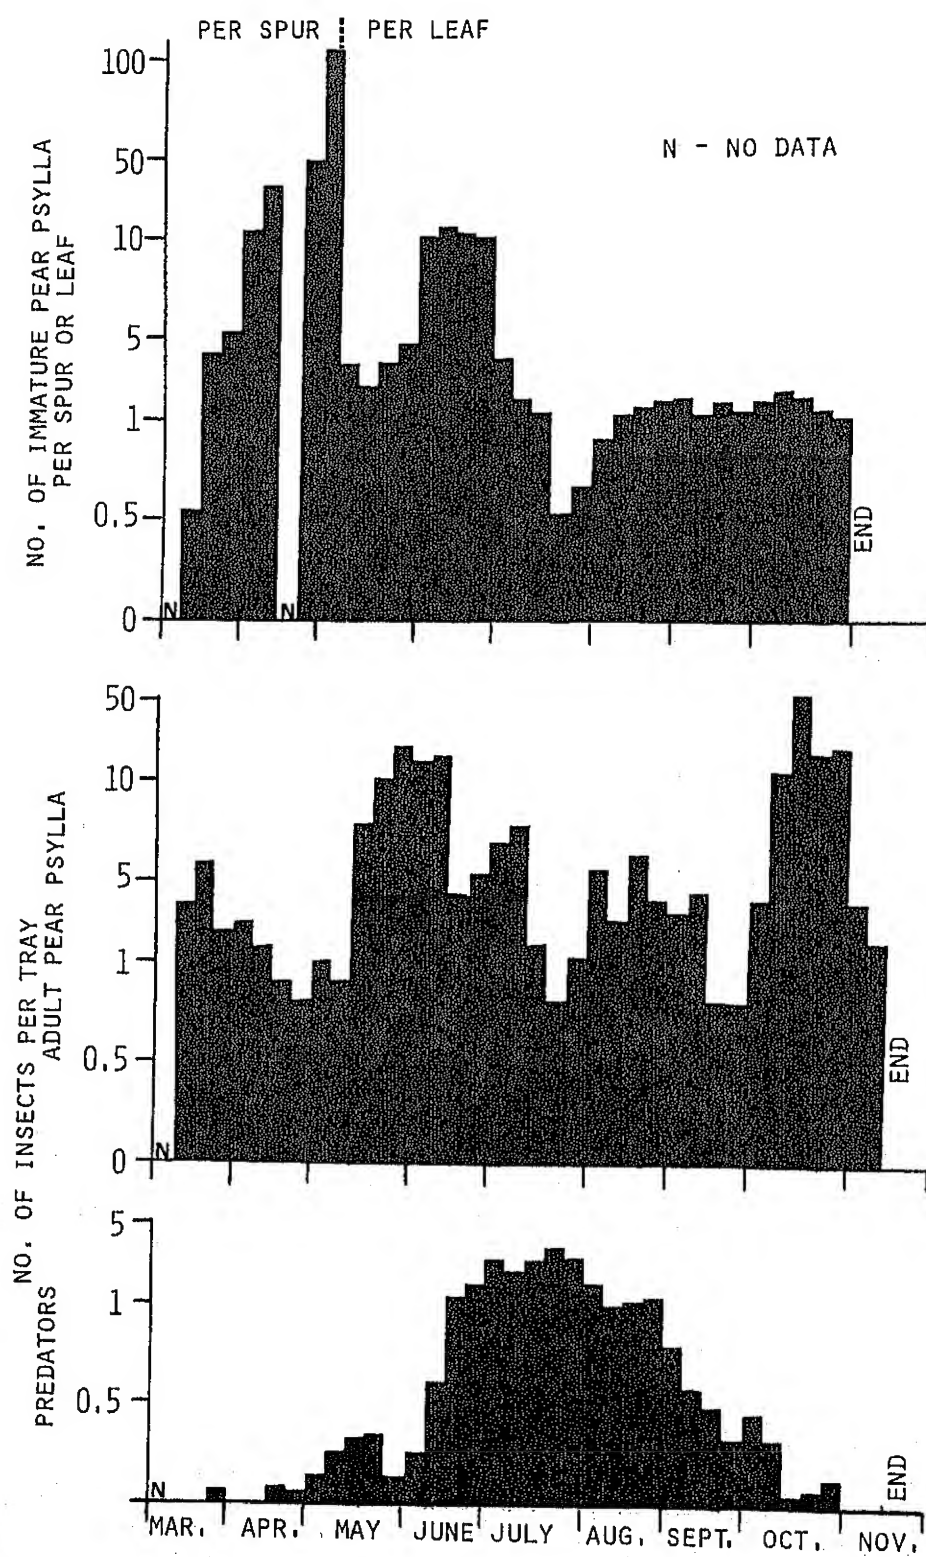 PER SPUR PER LEAF
100
50
10
5
1
0.5
0
NO. OF IMMATURE PEAR PSYLLA
PER SPUR OR LEAF
N - NO DATA
N
N
END
50
10
5
1
0.5
0
NO. OF INSECTS PER TRAY
ADULT PEAR PSYLLA
N
END
5
1
0.5
PREDATORS
N
END
MAR. APR. MAY JUNE JULY AUG. SEPT. OCT. NOV.